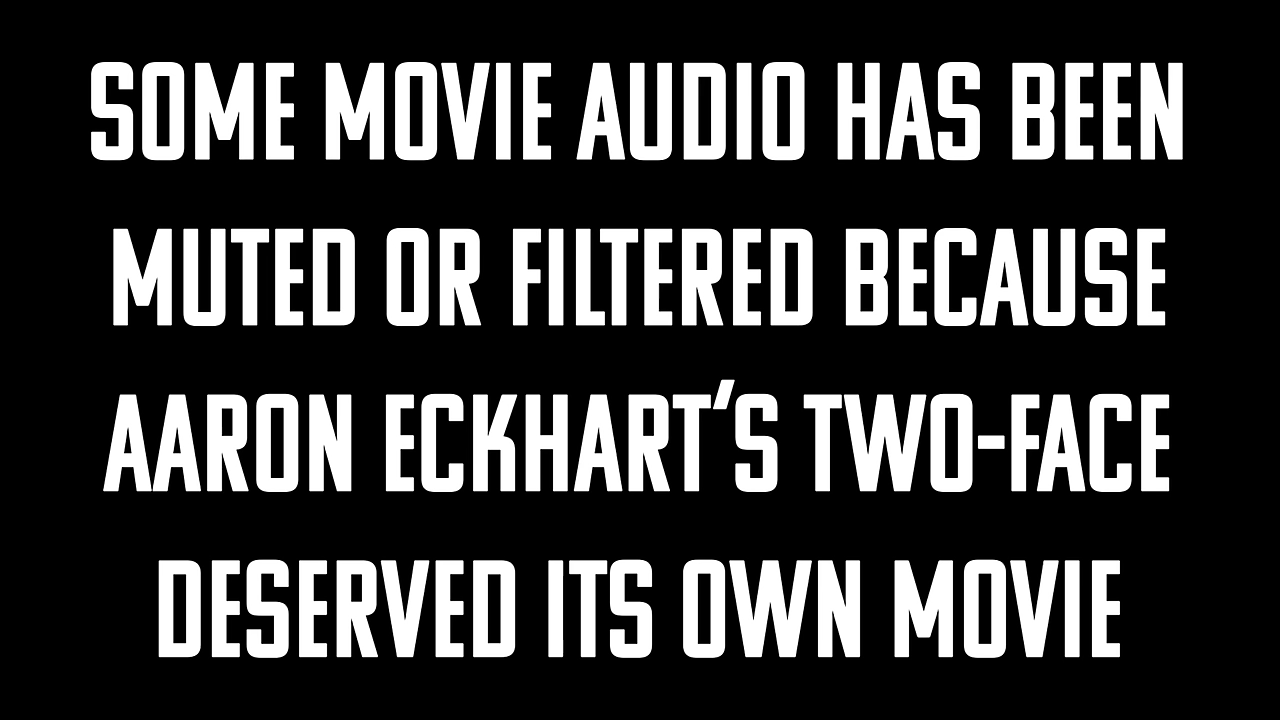 SOME MOVIE AUDIO HAS BEEN
MUTED OR FILTERED BECAUSE
AARON ECKHART'S TWO-FACE
DESERVED ITS OWN MOVIE